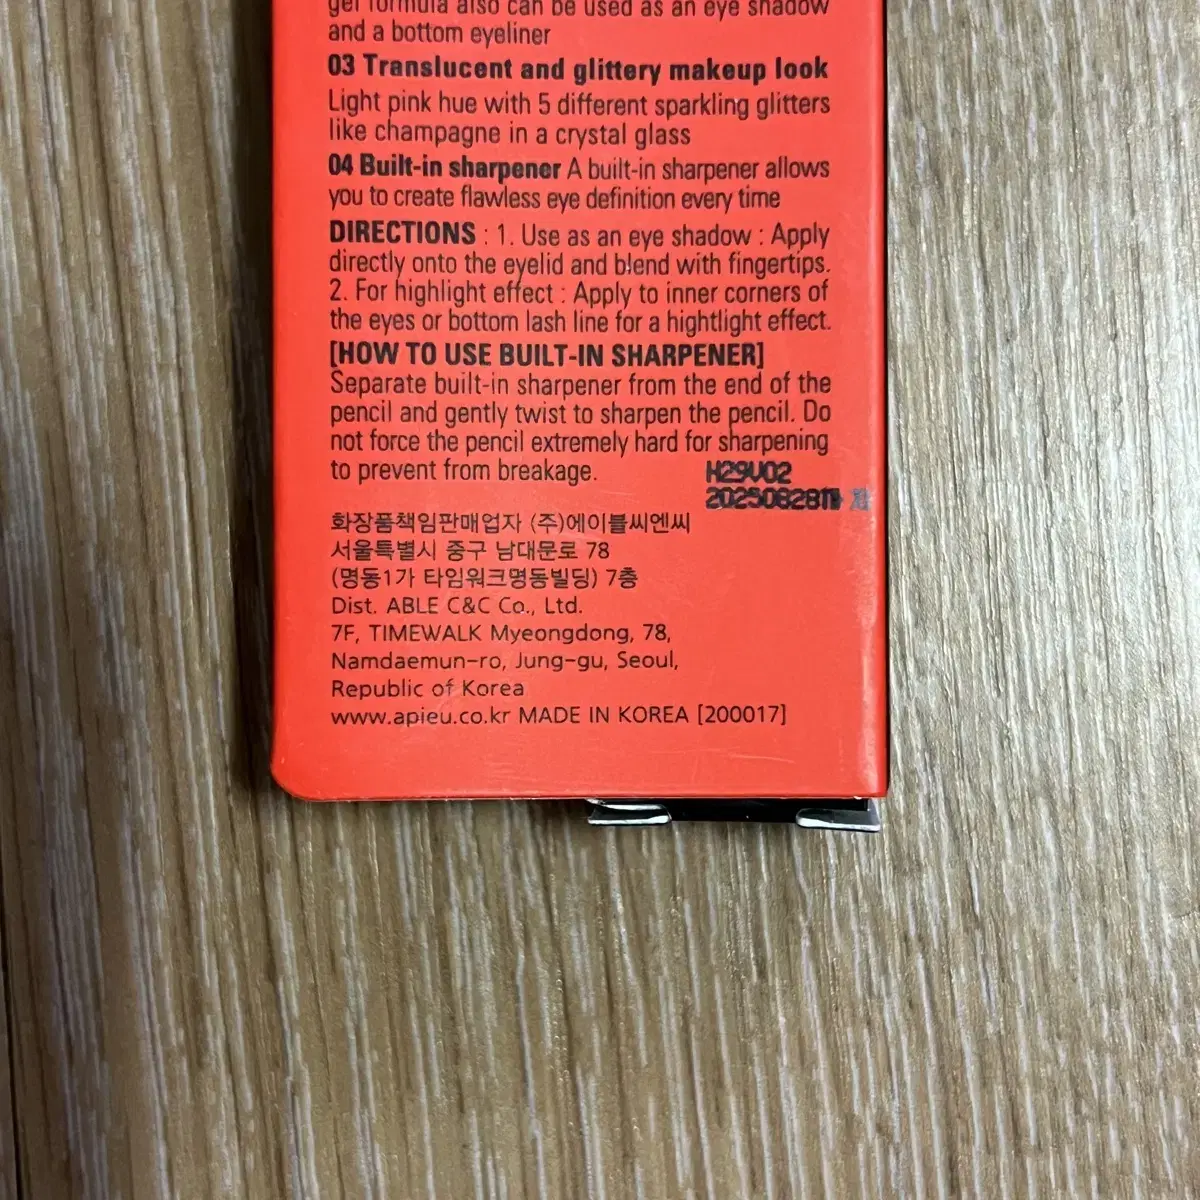 gel formula also can be used as an eye shadow
and a bottom eyeliner
03 Translucent and glittery makeup look
Light pink hue with 5 different sparkling glitters
like champagne in a crystal glass
04 Built-in sharpener A built-in sharpener allows
you to create flawless eye definition every time
DIRECTIONS : 1. Use as an eye shadow : Apply
directly onto the eyelid and blend with fingertips.
2. For highlight effect : Apply to inner corners of
the eyes or bottom lash line for a hightlight effect.
[HOW TO USE BUILT-IN SHARPENER]
Separate built-in sharpener from the end of the
pencil and gently twist to sharpen the pencil. Do
not force the pencil extremely hard for sharpening
to prevent from breakage.
H29V02
20250828
화장품책임판매업자 (주)에이블씨엔씨
서울특별시 중구 남대문로 78
(명동1가 타임워크명동빌딩) 7층
Dist. ABLE C&C Co., Ltd.
7F, TIMEWALK Myeongdong, 78,
Namdaemun-ro, Jung-gu, Seoul,
Republic of Korea
www.apieu.co.kr MADE IN KOREA [200017]